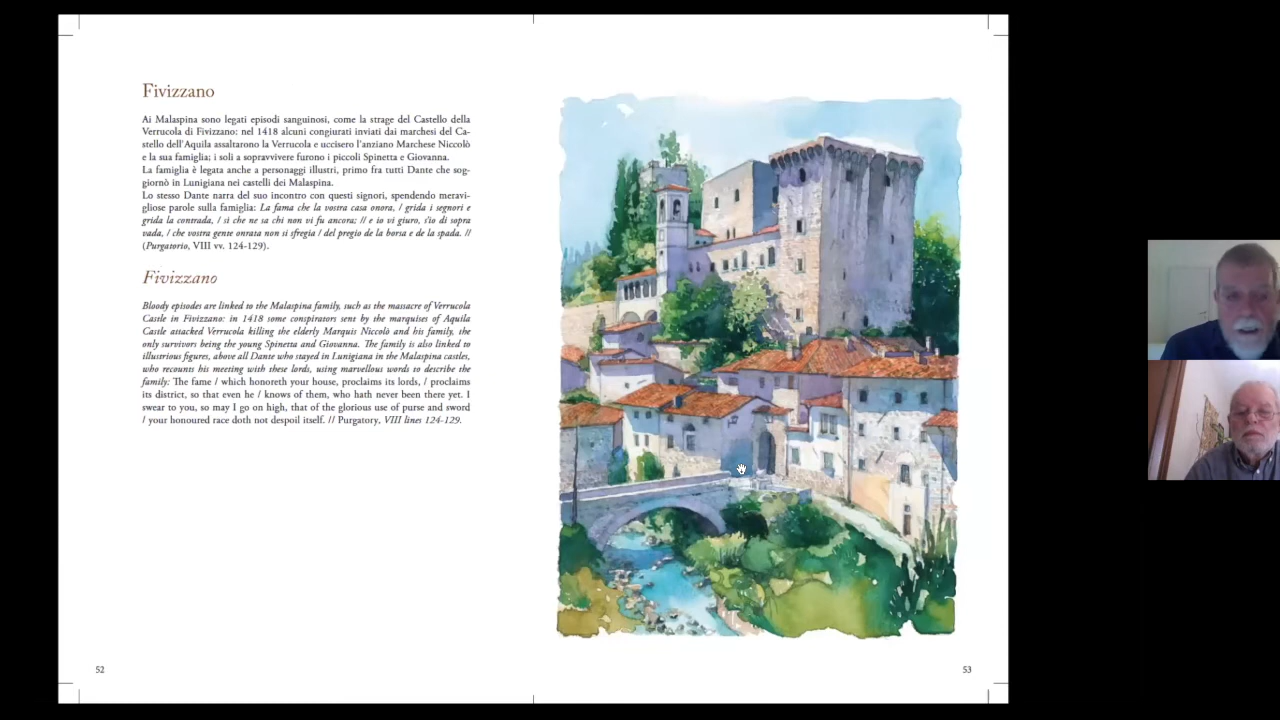 Fivizzano
Ai Malaspina sono legati episodi sanguinosi, come la strage del Castello della
Verrucola di Fivizzano: nel 1418 alcuni congiurati inviati dai marchesi del Ca-
stello dell'Aquila assaltarono la Verrucola e uccisero l'anziano Marchese Niccolò
e la sua famiglia; i soli a sopravvivere furono i piccoli Spinetta e Giovanna.
La famiglia è legata anche a personaggi illustri, primo fra tutti Dante che sog-
giornò in Lunigiana nei castelli dei Malaspina.
Lo stesso Dante narra del suo incontro con questi signori, spendendo meravi-
gliose parole sulla famiglia: La fama che la vostra casa onora, / grida i segnori e
grida la contrada, / sì che ne sa chi non vi fu ancora; // e io vi giuro, s'io di sopra
vada, / che vostra gente onrata non si sfregia / del pregio de la borsa e de la spada. //
(Purgatorio, VIII vv. 124-129).
Fivizzano
Bloody episodes are linked to the Malaspina family, such as the massacre of Verrucola
Castle in Fivizzano: in 1418 some conspirators sent by the marquises of Aquila
Castle attacked Verrucola killing the elderly Marquis Niccolò and his family, the
only survivors being the young Spinetta and Giovanna. The family is also linked to
illustrious figures, above all Dante who stayed in Lunigiana in the Malaspina castles,
who recounts his meeting with these lords, using marvellous words to describe the
family: The fame / which honoreth your house, proclaims its lords, / proclaims
its district, so that even he / knows of them, who hath never been there yet. I
swear to you, so may I go on high, that of the glorious use of purse and sword
/ your honoured race doth not despoil itself. // Purgatory, VIII lines 124-129.
52
53